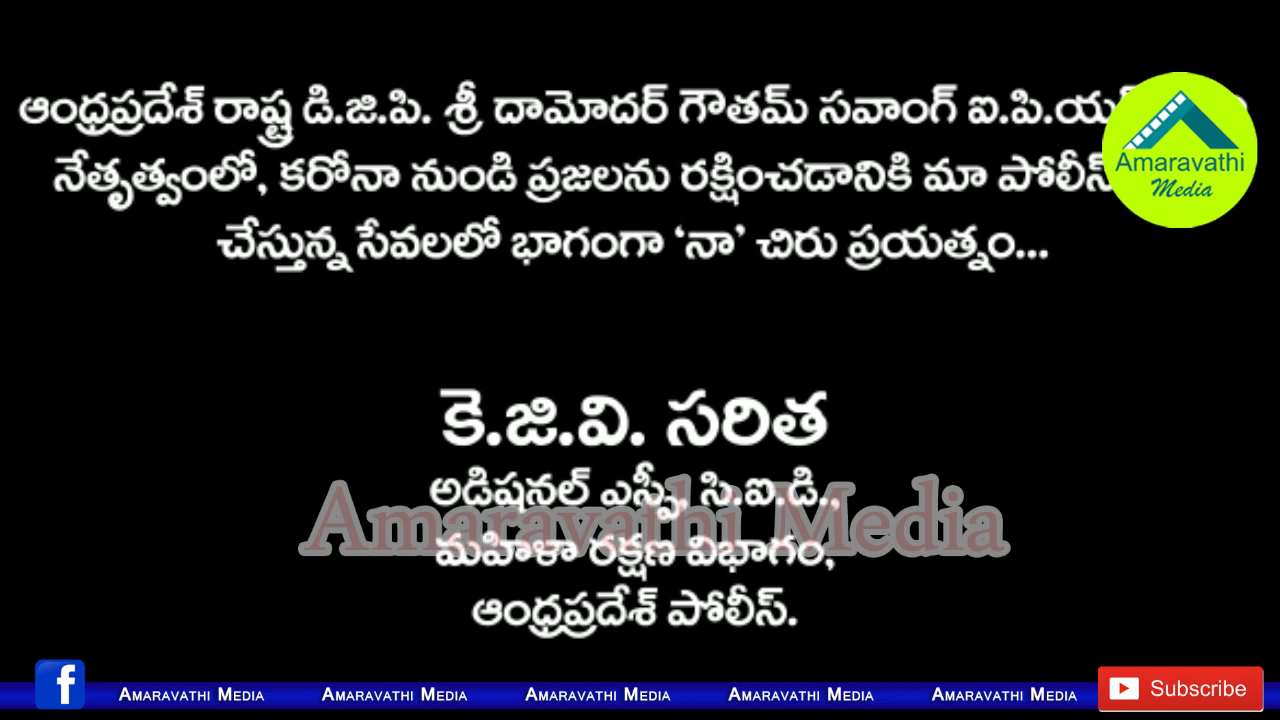 ఆంధ్రప్రదేశ్ రాష్ట్ర డి.జి.పి. శ్రీ దామోదర్ గౌతమ్ సవాంగ్ ఐ.పి.యస్
నేతృత్వంలో, కరోనా నుండి ప్రజలను రక్షించడానికి మా పోలీస్
చేస్తున్న సేవలలో భాగంగా ‘నా’ చిరు ప్రయత్నం...
Amaravathi
Media
కె.జి.వి. సరిత
అడిషనల్ ఎస్పీ, సి.ఐ.డి.,
Amaravathi Media
మహిళా రక్షణ విభాగం,
ఆంధ్రప్రదేశ్ పోలీస్.
f AMARAVATHI MEDIA AMARAVATHI MEDIA AMARAVATHI MEDIA AMARAVATHI MEDIA AMARAVATHI MEDIA Subscribe